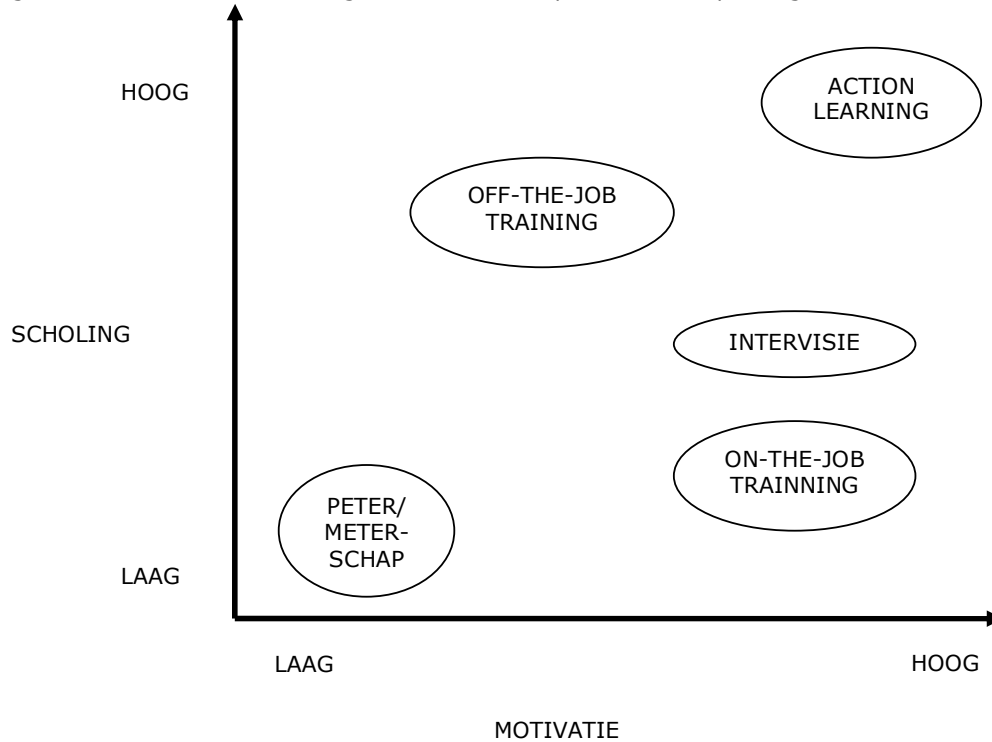 HOOG
ACTION
LEARNING
OFF-THE-JOB
TRAINING
SCHOLING
INTERVISIE
ON-THE-JOB
TRAINNING
PETER/
METER-
SCHAP
LAAG
LAAG
HOOG
MOTIVATIE